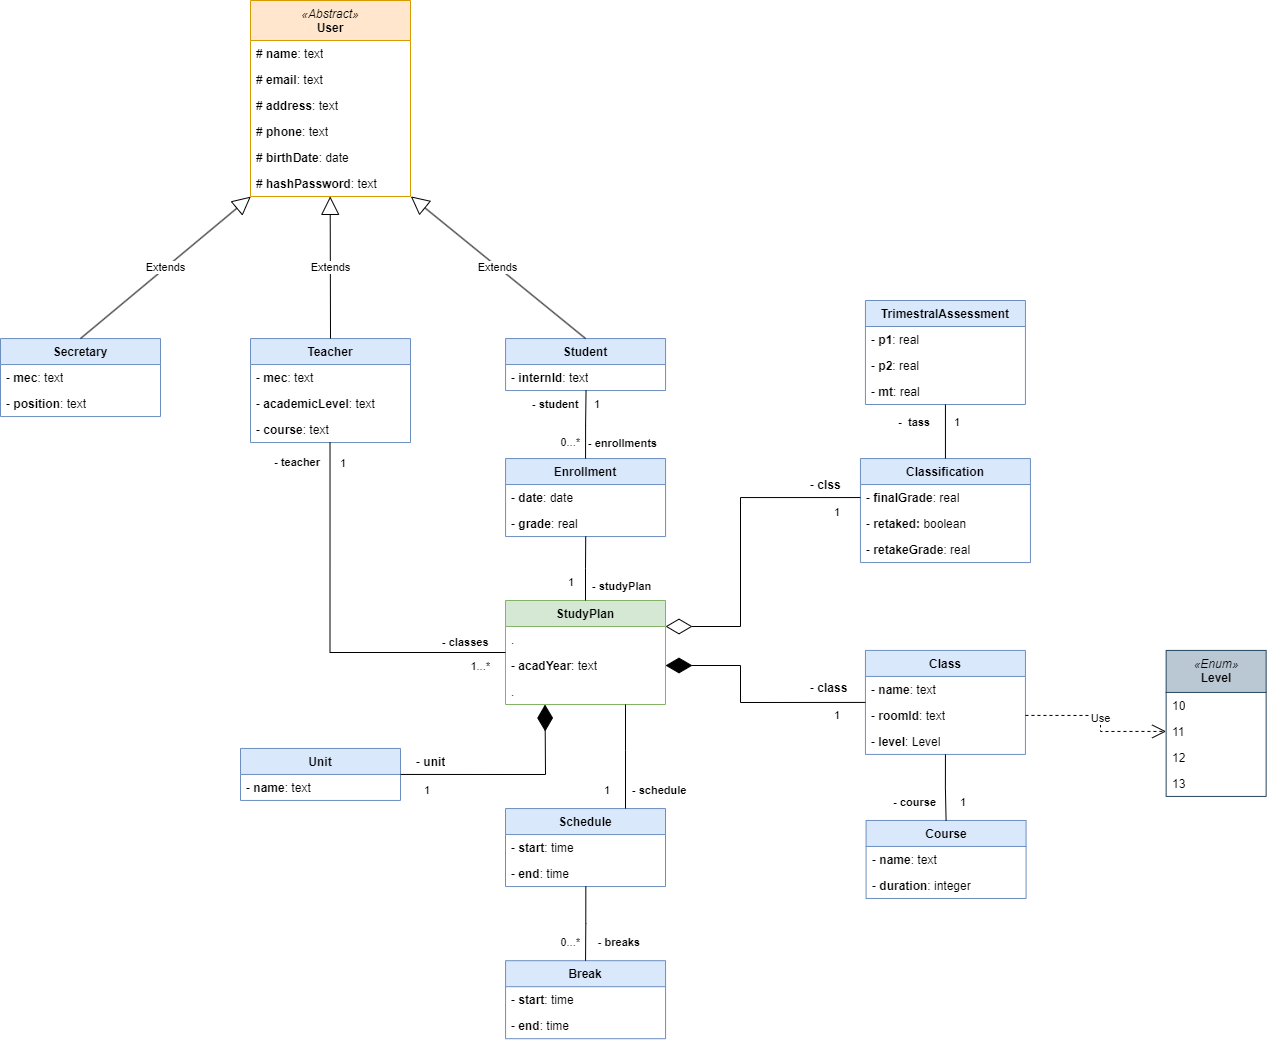 «Abstract»
User
# name: text
# email: text
# address: text
# phone: text
# birthDate: date
# hashPassword: text
Extends
Extends
Extends
Secretary
- mec: text
- position: text
Teacher
- mec: text
- academicLevel: text
- course: text
- teacher
1
Student
- internId: text
- student
1
0...*
- enrollments
Enrollment
- date: date
- grade: real
1
- studyPlan
TrimestralAssessment
- p1: real
- p2: real
- mt: real
- tass
1
Classification
- finalGrade: real
- retaked: boolean
- retakeGrade: real
- clss
1
StudyPlan
.
- acadYear: text
.
- classes
1...*
- class
1
Class
- name: text
- roomId: text
- level: Level
Use
«Enum»
Level
10
11
12
13
Unit
- name: text
- unit
1
1
- schedule
Schedule
- start: time
- end: time
- course
1
Course
- name: text
- duration: integer
0...*
- breaks
Break
- start: time
- end: time